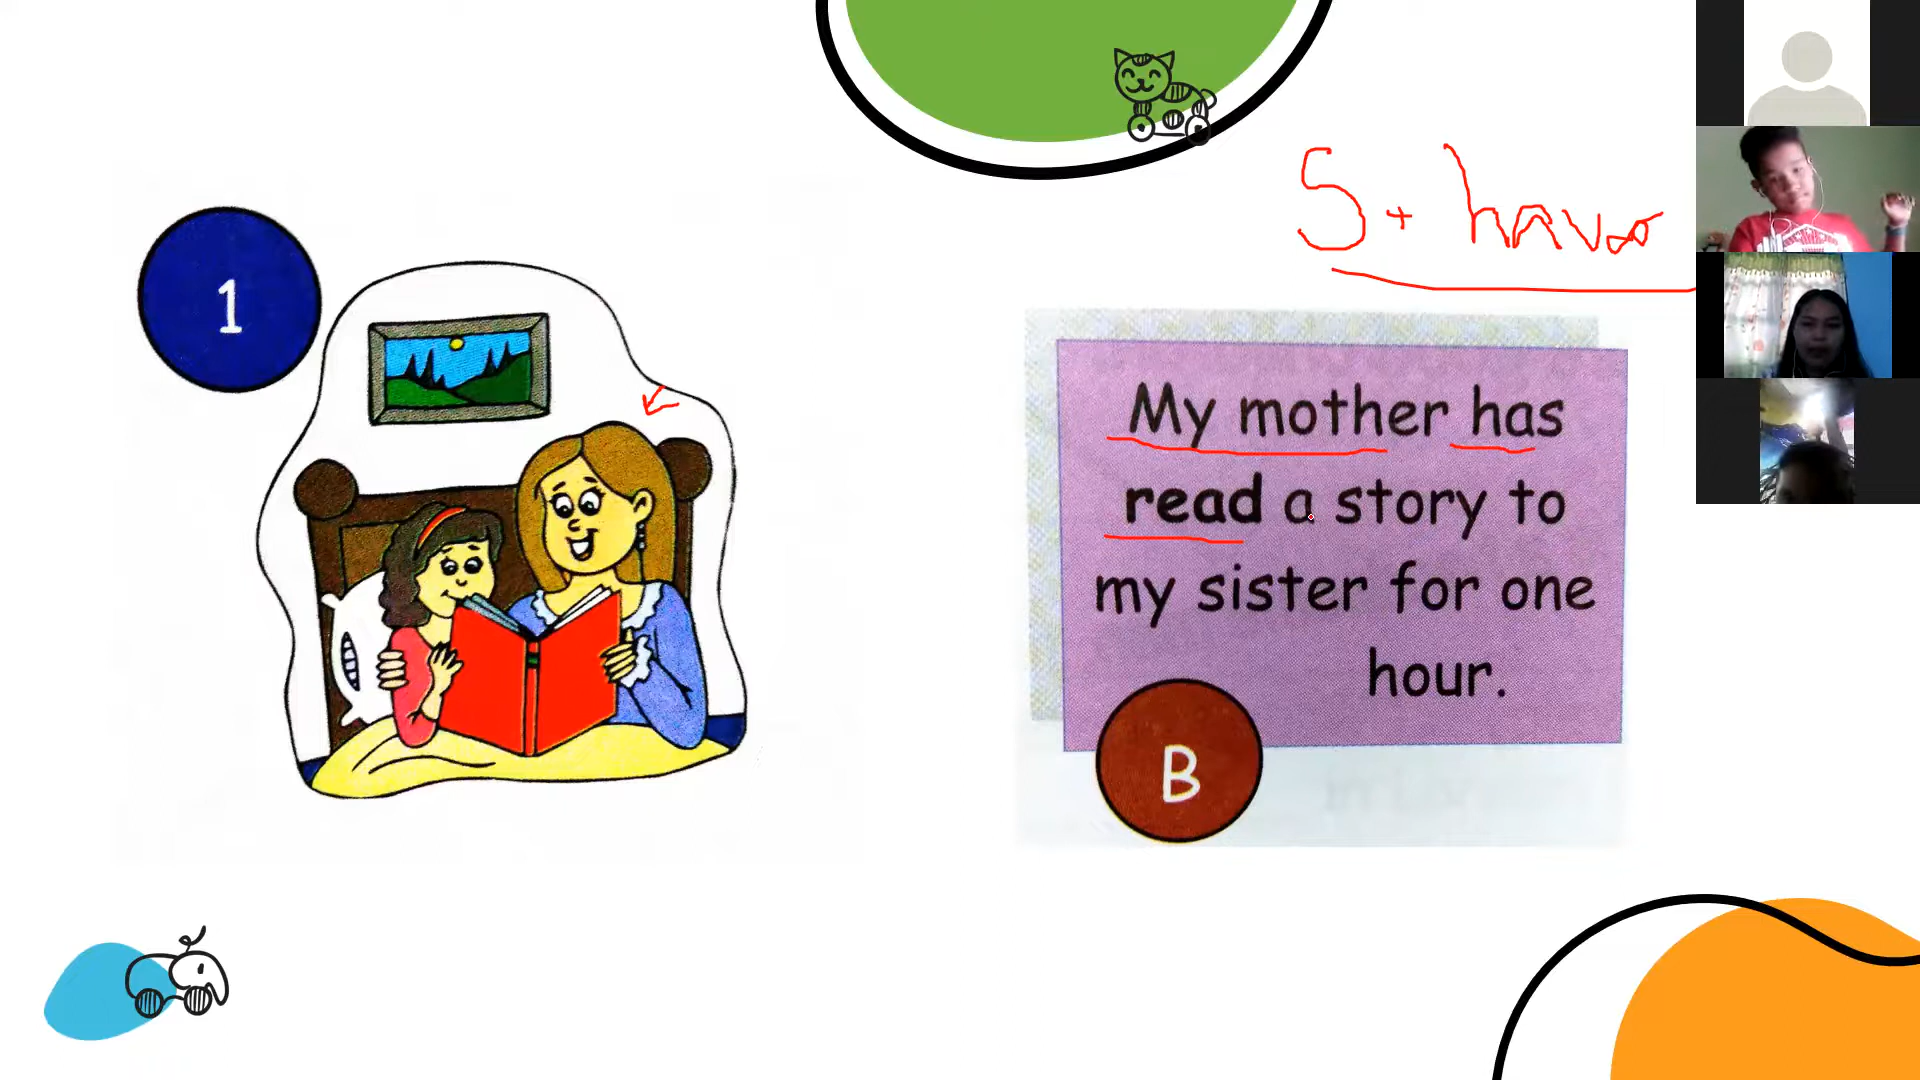 1
S + have
My mother has
read a story to
my sister for one
hour.
B